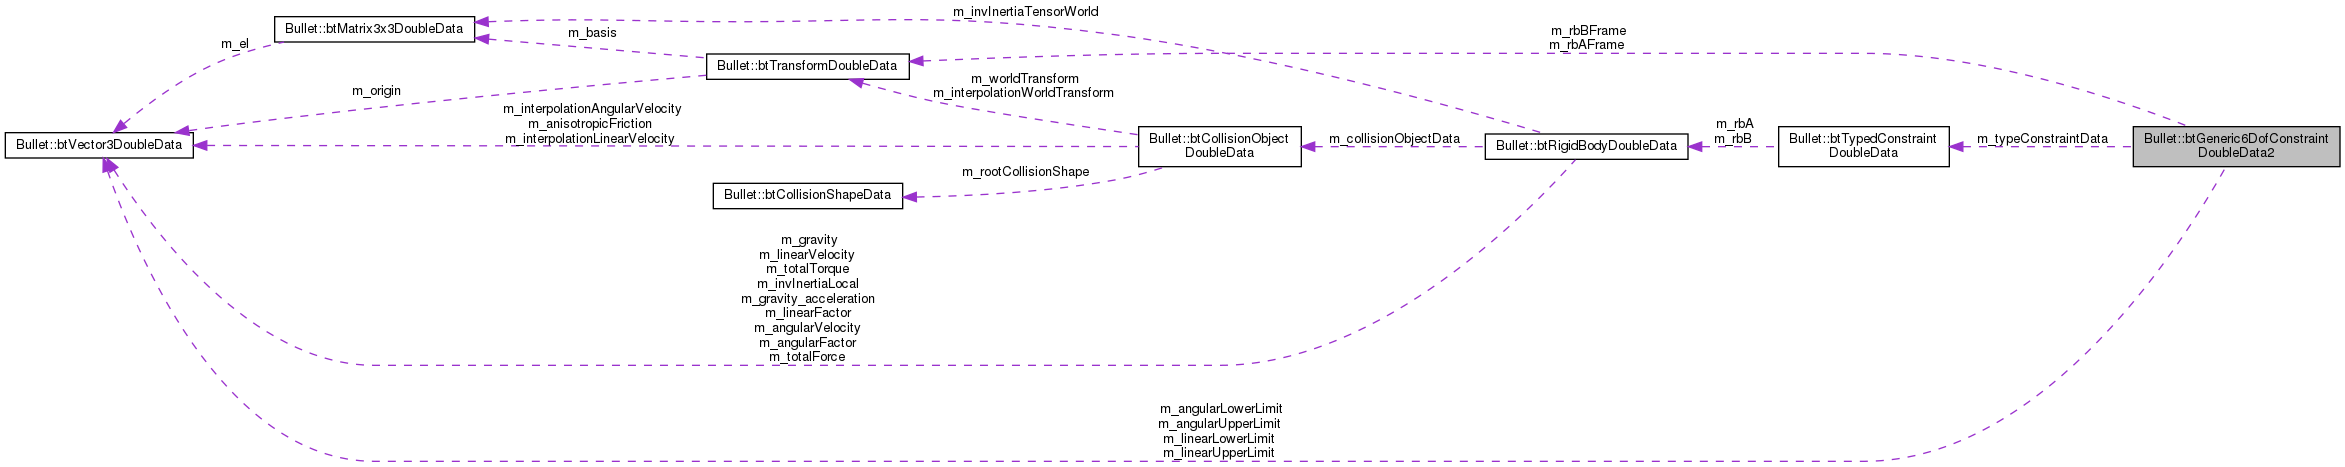 m_invInertiaTensorWorld
Bullet::btMatrix3x3DoubleData
m_el
m_basis
m_rbBFrame
m_rbAFrame
Bullet::btTransformDoubleData
m_origin
m_worldTransform
m_interpolationWorldTransform
m_interpolationAngularVelocity
m_anisotropicFriction
m_interpolationLinearVelocity
Bullet::btVector3DoubleData
Bullet::btCollisionObject
DoubleData
m_collisionObjectData
Bullet::btRigidBodyDoubleData
m_rbA
m_rbB
Bullet::btTypedConstraint
DoubleData
m_typeConstraintData
Bullet::btGeneric6DofConstraint
DoubleData2
m_rootCollisionShape
Bullet::btCollisionShapeData
m_gravity
m_linearVelocity
m_totalTorque
m_invInertiaLocal
m_gravity_acceleration
m_linearFactor
m_angularVelocity
m_angularFactor
m_totalForce
m_angularLowerLimit
m_angularUpperLimit
m_linearLowerLimit
m_linearUpperLimit